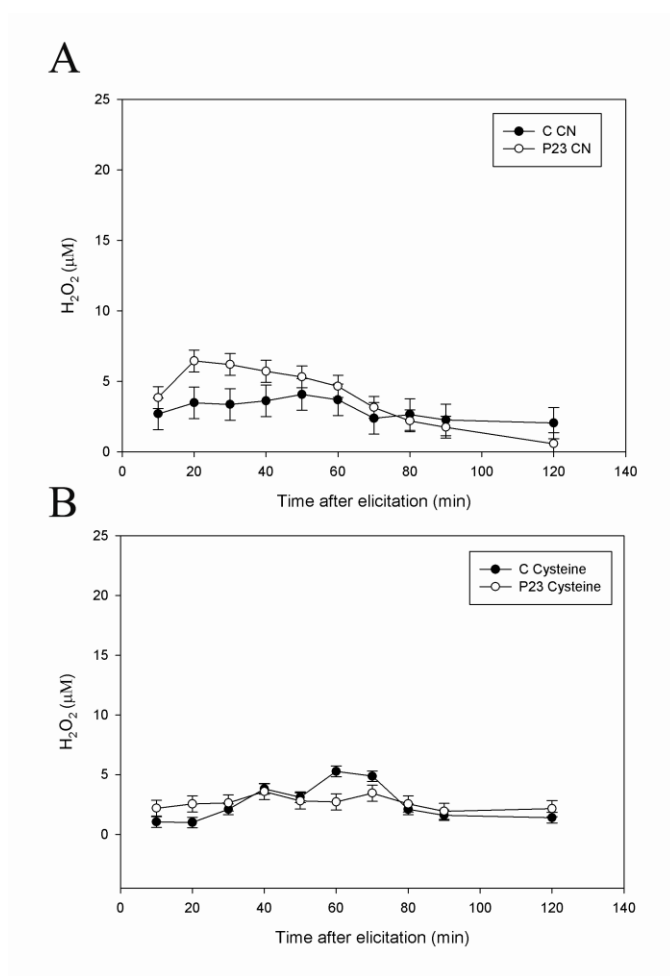 A
25
20
15
10
5
0
H₂O₂ (μM)
C CN
P23 CN
0 20 40 60 80 100 120 140
Time after elicitation (min)
B
25
20
15
10
5
0
H₂O₂ (μM)
C Cysteine
P23 Cysteine
0 20 40 60 80 100 120 140
Time after elicitation (min)